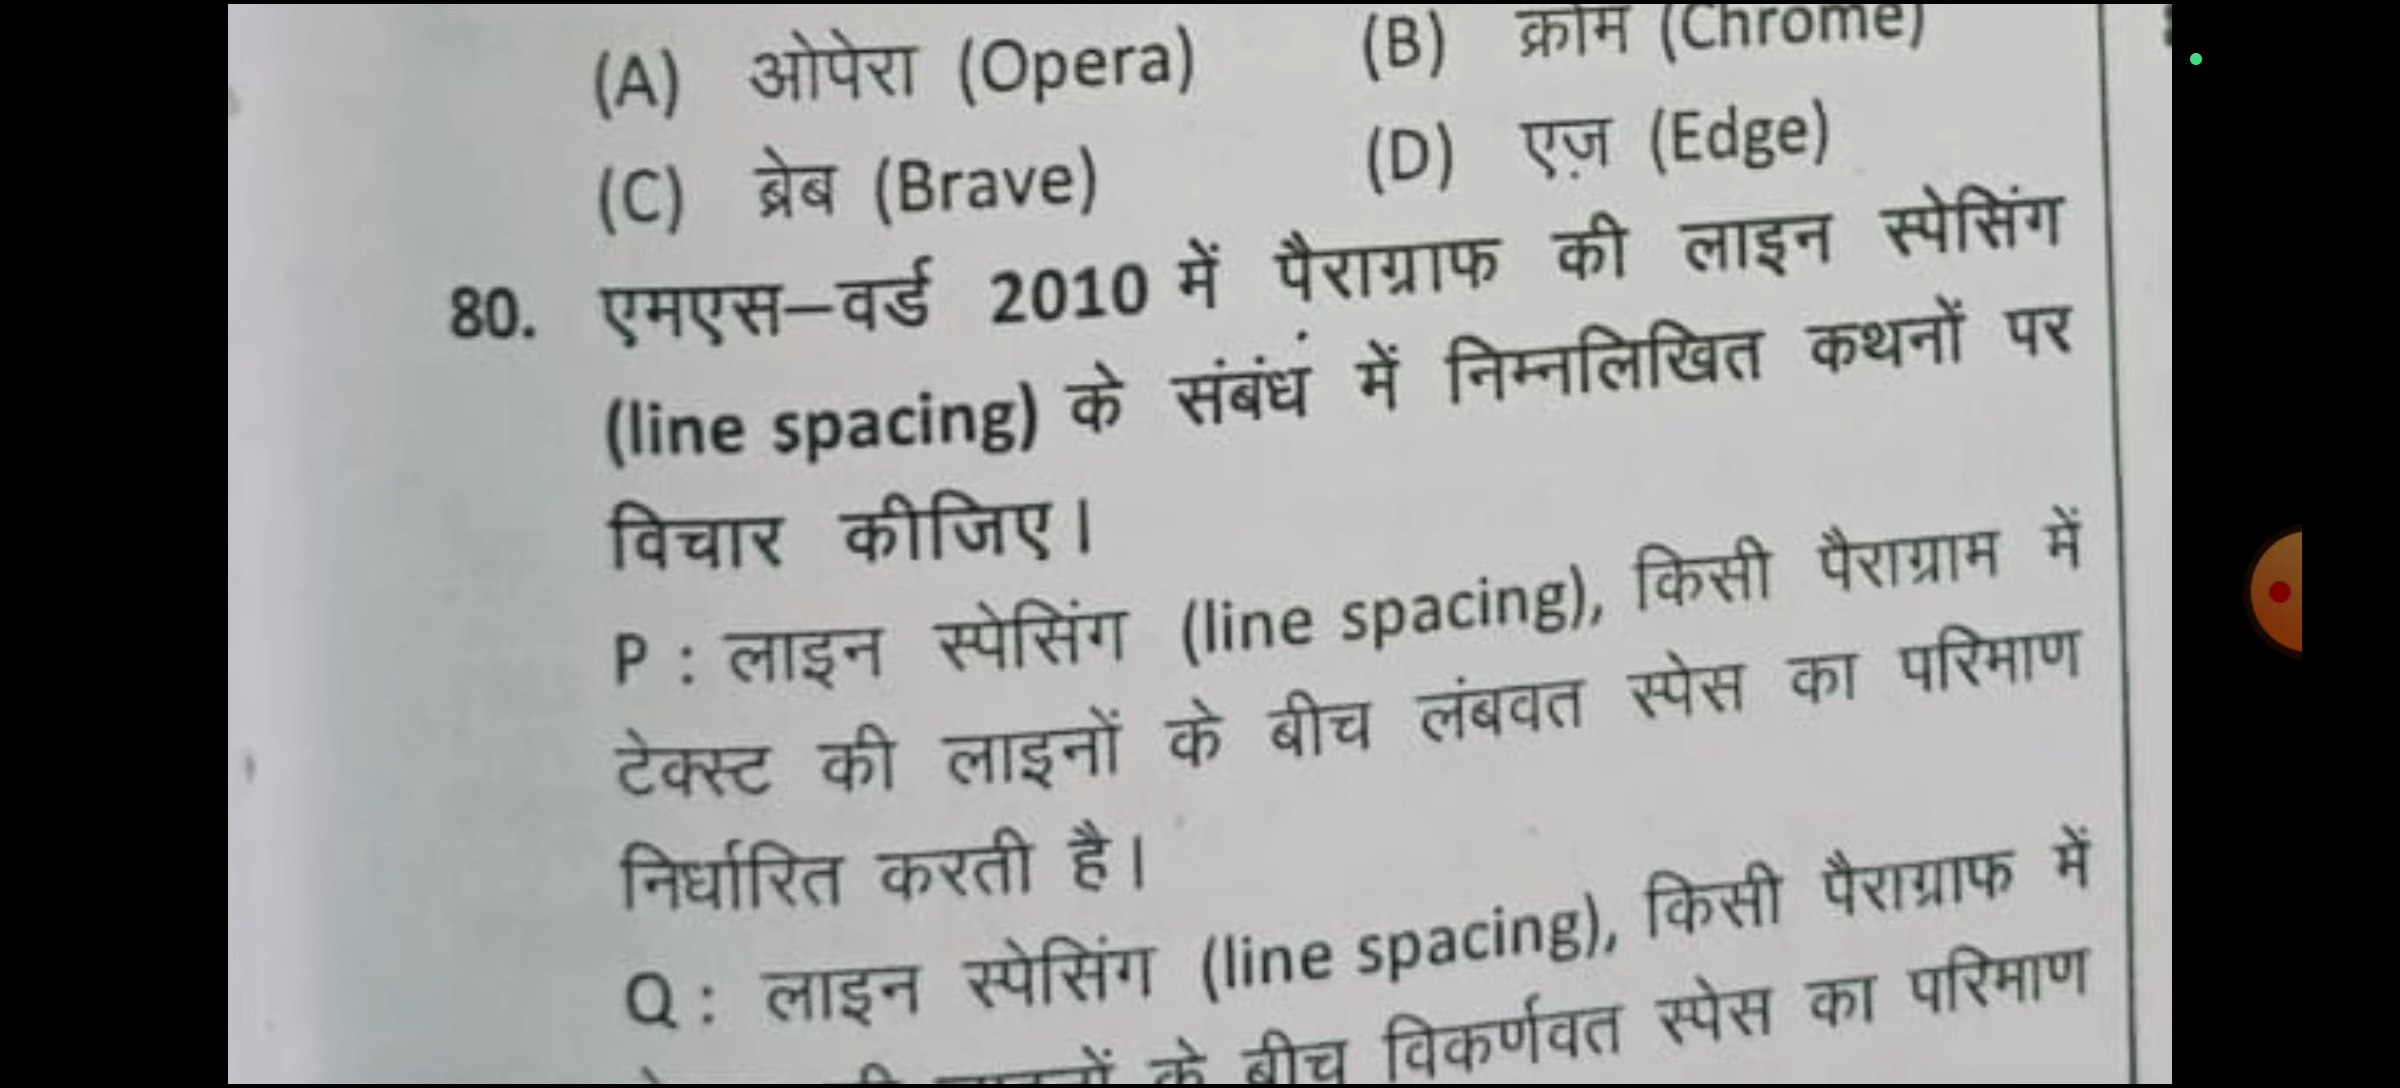 (A) ओपेरा (Opera) (B) क्रोम (Chrome)
(C) ब्रेब (Brave) (D) एज़ (Edge)
80. एमएस–वर्ड 2010 में पैराग्राफ की लाइन स्पेसिंग
(line spacing) के संबंध में निम्नलिखित कथनों पर
विचार कीजिए।
P : लाइन स्पेसिंग (line spacing), किसी पैराग्राम में
टेक्स्ट की लाइनों के बीच लंबवत स्पेस का परिमाण
निर्धारित करती है।
Q : लाइन स्पेसिंग (line spacing), किसी पैराग्राफ में
के बीच विकर्णवत स्पेस का परिमाण